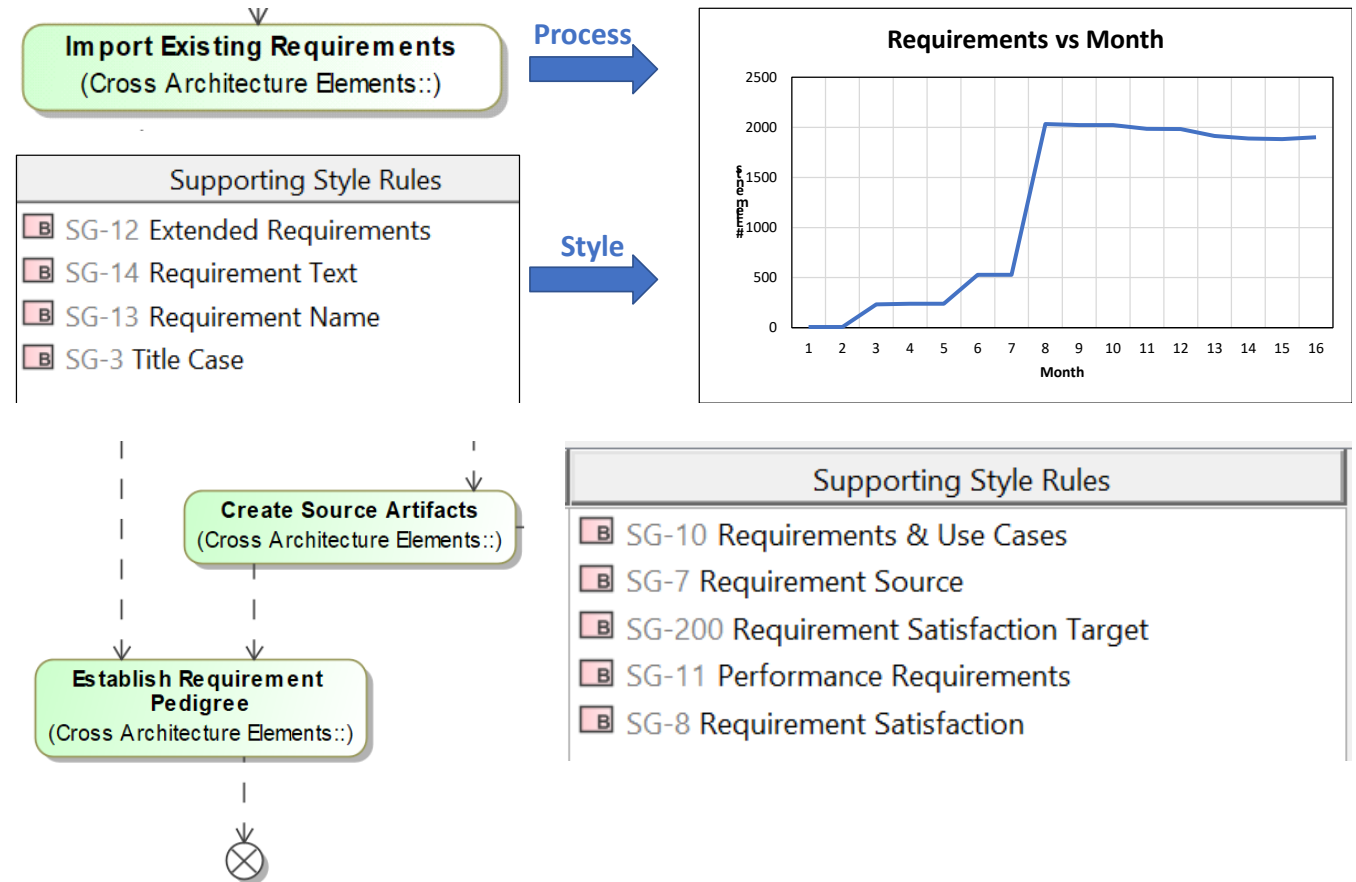 Import Existing Requirements
(Cross Architecture Elements::)
Process
Supporting Style Rules
B SG-12 Extended Requirements
B SG-14 Requirement Text
B SG-13 Requirement Name
B SG-3 Title Case
Style
Requirements vs Month
# Elements
2500
2000
1500
1000
500
0
1 2 3 4 5 6 7 8 9 10 11 12 13 14 15 16
Month
Create Source Artifacts
(Cross Architecture Elements::)
Establish Requirement
Pedigree
(Cross Architecture Elements::)
Supporting Style Rules
B SG-10 Requirements & Use Cases
B SG-7 Requirement Source
B SG-200 Requirement Satisfaction Target
B SG-11 Performance Requirements
B SG-8 Requirement Satisfaction